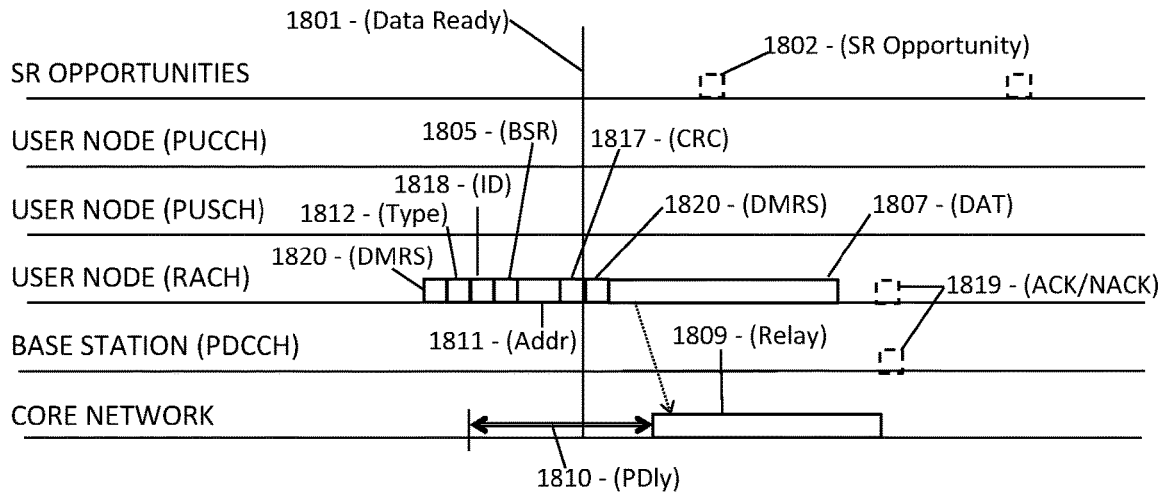 1801 - (Data Ready)
1802 - (SR Opportunity)
SR OPPORTUNITIES
1805 - (BSR)
1817 - (CRC)
USER NODE (PUCCH)
1818 - (ID)
1812 - (Type)
1820 - (DMRS)
1807 - (DAT)
USER NODE (PUSCH)
1820 - (DMRS)
USER NODE (RACH)
1819 - (ACK/NACK)
1811 - (Addr)
1809 - (Relay)
BASE STATION (PDCCH)
CORE NETWORK
1810 - (PDly)